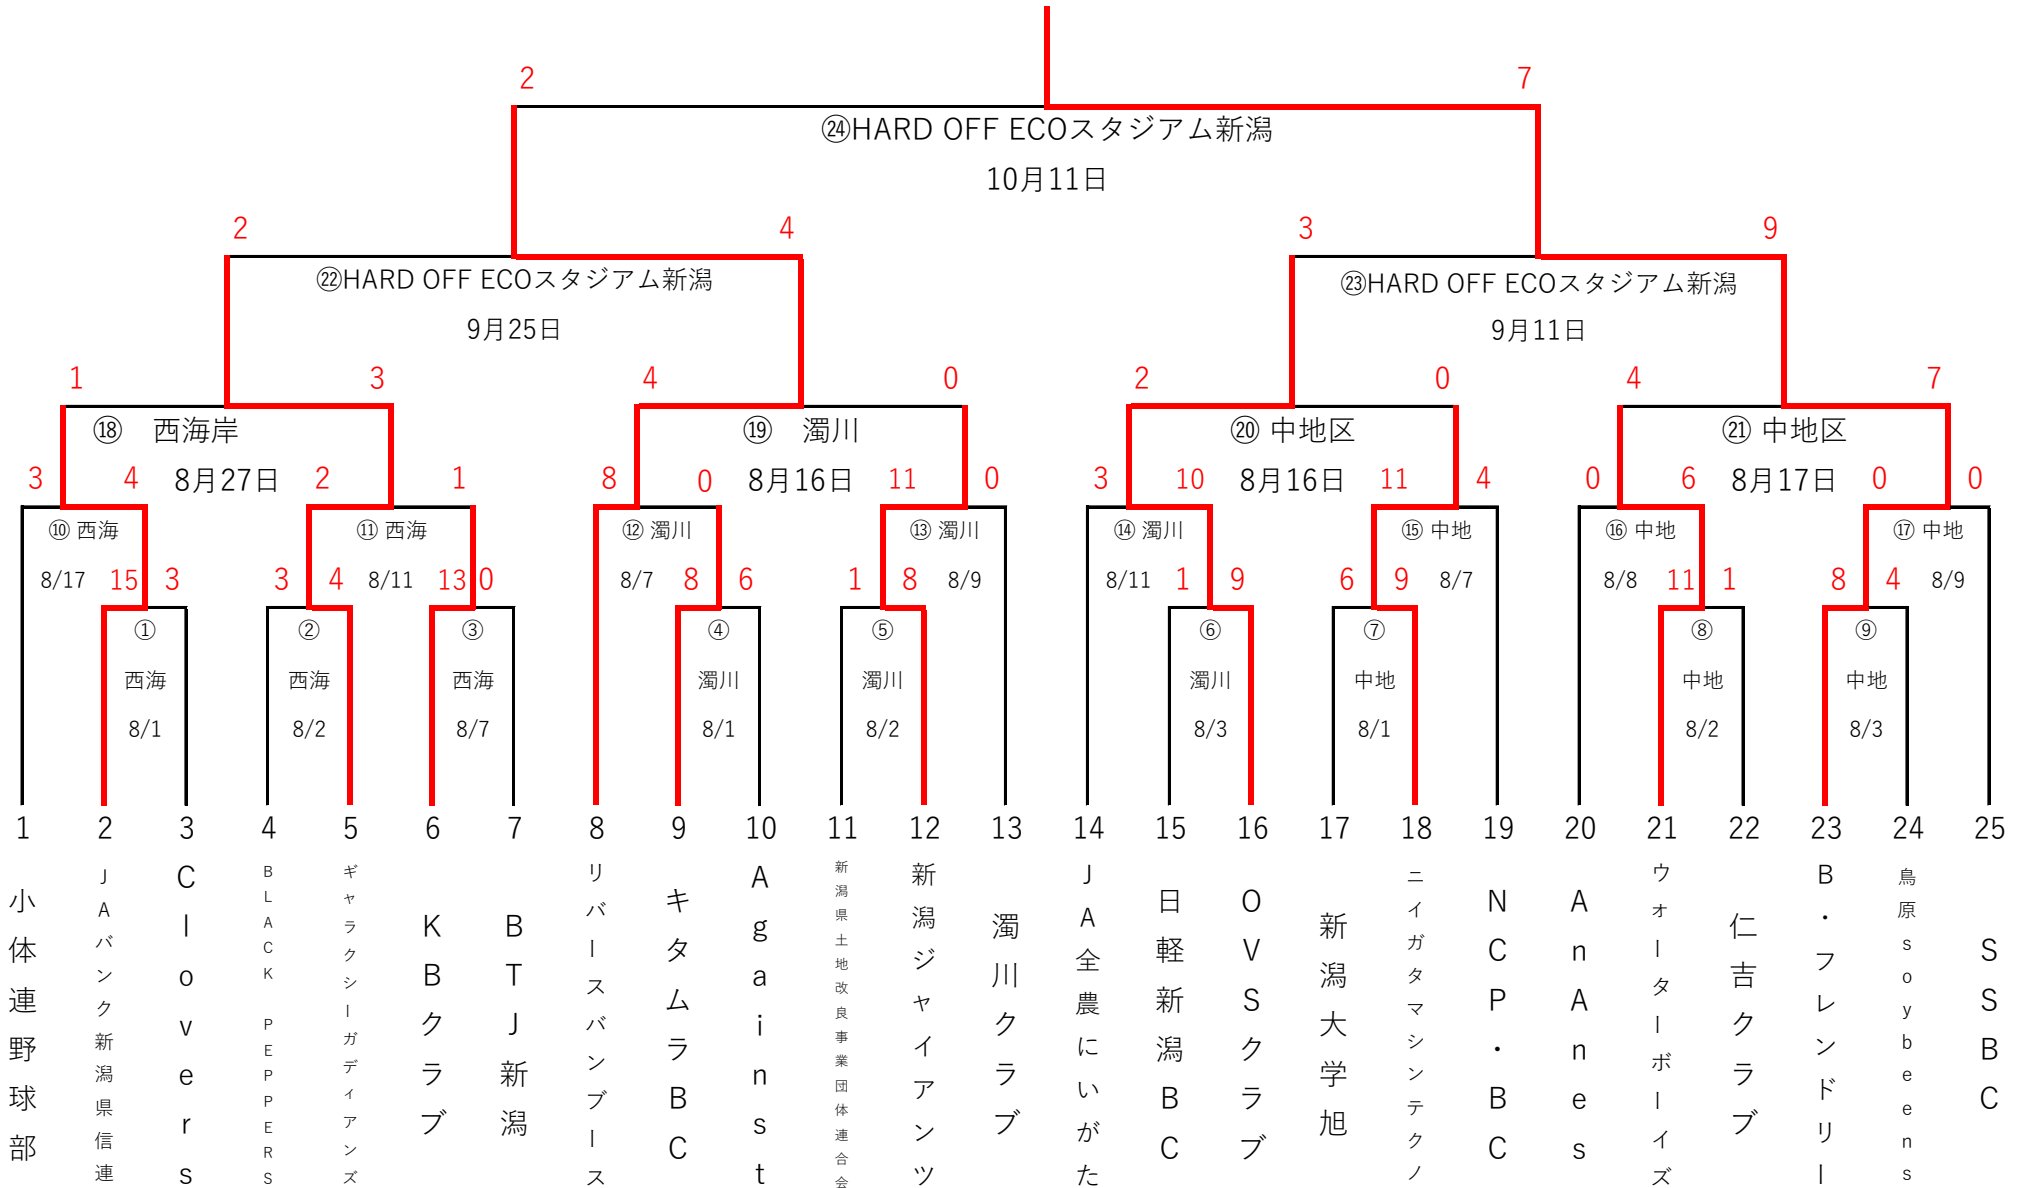 2 7
㉔HARD OFF ECOスタジアム新潟
10月11日
2 4 3 9
㉒HARD OFF ECOスタジアム新潟 ㉓HARD OFF ECOスタジアム新潟
9月25日 9月11日
1 3 4 0 2 0 4 7
⑱ 西海岸 ⑲ 濁川 ⑳ 中地区 ㉑ 中地区
3 4 8月27日 2 1 8 0 8月16日 11 0 3 10 8月16日 11 4 0 6 8月17日 0 0
⑩ 西海 ⑪ 西海 ⑫ 濁川 ⑬ 濁川 ⑭ 濁川 ⑮ 中地 ⑯ 中地 ⑰ 中地
8/17 15 3 3 4 8/11 13 0 8/7 8 6 1 8 8/9 8/11 1 9 6 9 8/7 8/8 11 1 8 4 8/9
① ② ③ ④ ⑤ ⑥ ⑦ ⑧ ⑨
西海 西海 西海 濁川 濁川 濁川 中地 中地 中地
8/1 8/2 8/7 8/1 8/2 8/3 8/1 8/2 8/3
1 2 3 4 5 6 7 8 9 10 11 12 13 14 15 16 17 18 19 20 21 22 23 24 25
小体連野球部
JAバンク新潟県信連
Clovers
BLACK PEPPERS
ギャラクシーガディアンズ
KBクラブ
BTJ新潟
リバースバンブース
キタムラBC
Against
新潟県土地改良事業団体連合会
新潟ジャイアンツ
濁川クラブ
JA全農にいがた
日軽新潟BC
OVSクラブ
新潟大学旭
ニイガタマシンテクノ
NCP・BC
AnAnes
ウォーターボーイズ
仁吉クラブ
B・フレンドリー
鳥原soybeens
SSBC